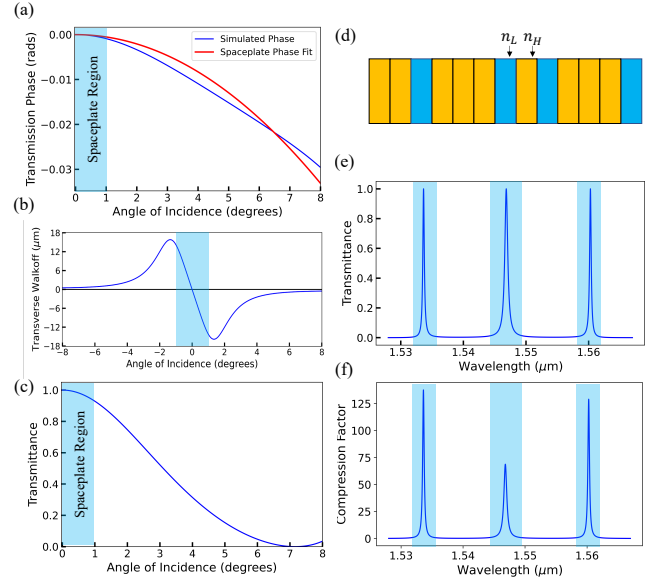 (a)
Transmission Phase (rads)
0.00
−0.01
−0.02
−0.03
Spaceplate Region
Simulated Phase
Spaceplate Phase Fit
0 1 2 3 4 5 6 7 8
Angle of Incidence (degrees)
(b)
Transverse Walkoff (μm)
18
12
6
0
−6
−12
−18
−8 −6 −4 −2 0 2 4 6 8
Angle of Incidence (degrees)
(c)
Transmittance
1.0
0.8
0.6
0.4
0.2
0.0
Spaceplate Region
0 1 2 3 4 5 6 7 8
Angle of Incidence (degrees)
(d)
n_L n_H
(e)
Transmittance
1.0
0.8
0.6
0.4
0.2
0.0
1.53 1.54 1.55 1.56
Wavelength (μm)
(f)
Compression Factor
120
100
80
60
40
20
0
1.53 1.54 1.55 1.56
Wavelength (μm)